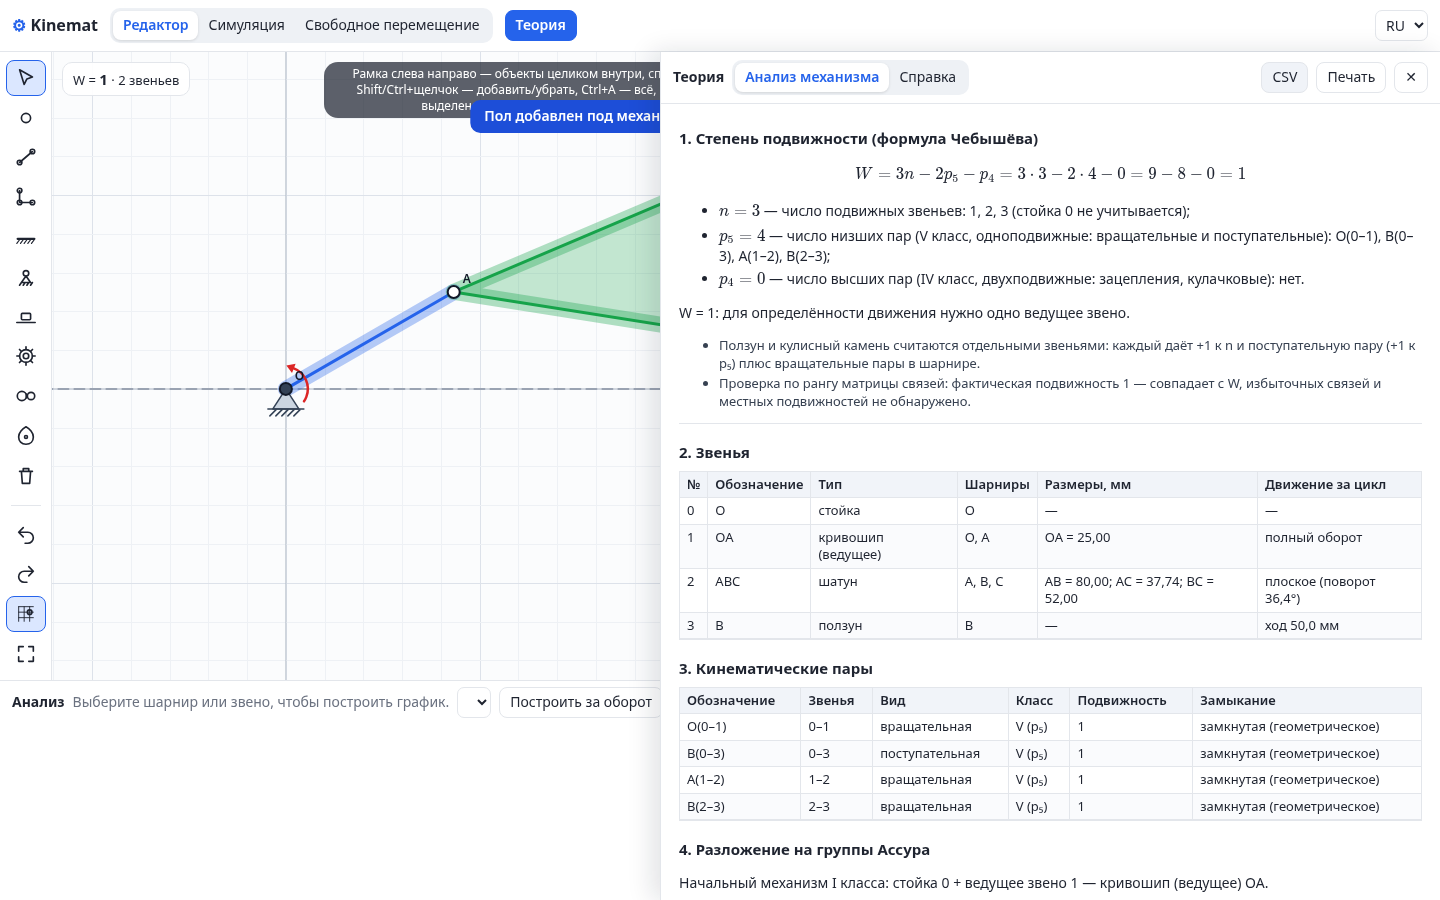 Kinemat
Редактор
Симуляция
Свободное перемещение
Теория
RU
W = 1 · 2 звеньев
Рамка слева направо — объекты целиком внутри, сп
Shift/Ctrl+щелчок — добавить/убрать, Ctrl+A — всё,
выделен
Пол добавлен под механ
A
O
Анализ
Выберите шарнир или звено, чтобы построить график.
Построить за оборот
Теория
Анализ механизма
Справка
CSV
Печать
×
1. Степень подвижности (формула Чебышёва)
W = 3n − 2p₅ − p₄ = 3 · 3 − 2 · 4 − 0 = 9 − 8 − 0 = 1
• n = 3 — число подвижных звеньев: 1, 2, 3 (стойка 0 не учитывается);
• p₅ = 4 — число низших пар (V класс, одноподвижные: вращательные и поступательные): O(0–1), B(0–
3), A(1–2), B(2–3);
• p₄ = 0 — число высших пар (IV класс, двухподвижные: зацепления, кулачковые): нет.
W = 1: для определённости движения нужно одно ведущее звено.
• Ползун и кулисный камень считаются отдельными звеньями: каждый даёт +1 к n и поступательную пару (+1 к
p₅) плюс вращательные пары в шарнире.
• Проверка по рангу матрицы связей: фактическая подвижность 1 — совпадает с W, избыточных связей и
местных подвижностей не обнаружено.
2. Звенья
№ Обозначение Тип Шарниры Размеры, мм Движение за цикл
0 O стойка O — —
1 OA кривошип (ведущее) O, A OA = 25,00 полный оборот
2 ABC шатун A, B, C AB = 80,00; AC = 37,74; BC = 52,00 плоское (поворот 36,4°)
3 B ползун B — ход 50,0 мм
3. Кинематические пары
Обозначение Звенья Вид Класс Подвижность Замыкание
O(0–1) 0–1 вращательная V (p₅) 1 замкнутая (геометрическое)
B(0–3) 0–3 поступательная V (p₅) 1 замкнутая (геометрическое)
A(1–2) 1–2 вращательная V (p₅) 1 замкнутая (геометрическое)
B(2–3) 2–3 вращательная V (p₅) 1 замкнутая (геометрическое)
4. Разложение на группы Ассура
Начальный механизм I класса: стойка 0 + ведущее звено 1 — кривошип (ведущее) OA.